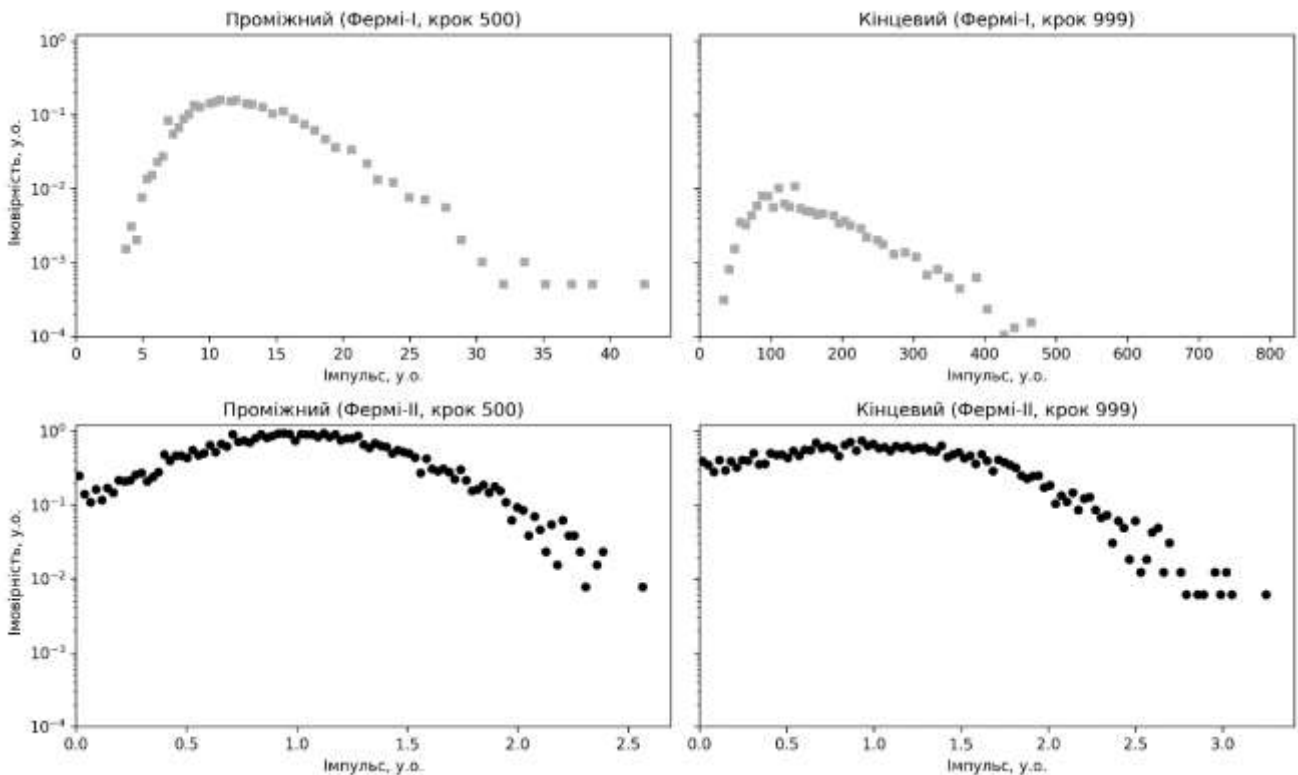 Проміжний (Фермі-I, крок 500)
Імовірність, у.о.
10⁰
10⁻¹
10⁻²
10⁻³
10⁻⁴
0 5 10 15 20 25 30 35 40
Імпульс, у.о.
Кінцевий (Фермі-I, крок 999)
0 100 200 300 400 500 600 700 800
Імпульс, у.о.
Проміжний (Фермі-II, крок 500)
Імовірність, у.о.
10⁰
10⁻¹
10⁻²
10⁻³
10⁻⁴
0.0 0.5 1.0 1.5 2.0 2.5
Імпульс, у.о.
Кінцевий (Фермі-II, крок 999)
0.0 0.5 1.0 1.5 2.0 2.5 3.0
Імпульс, у.о.